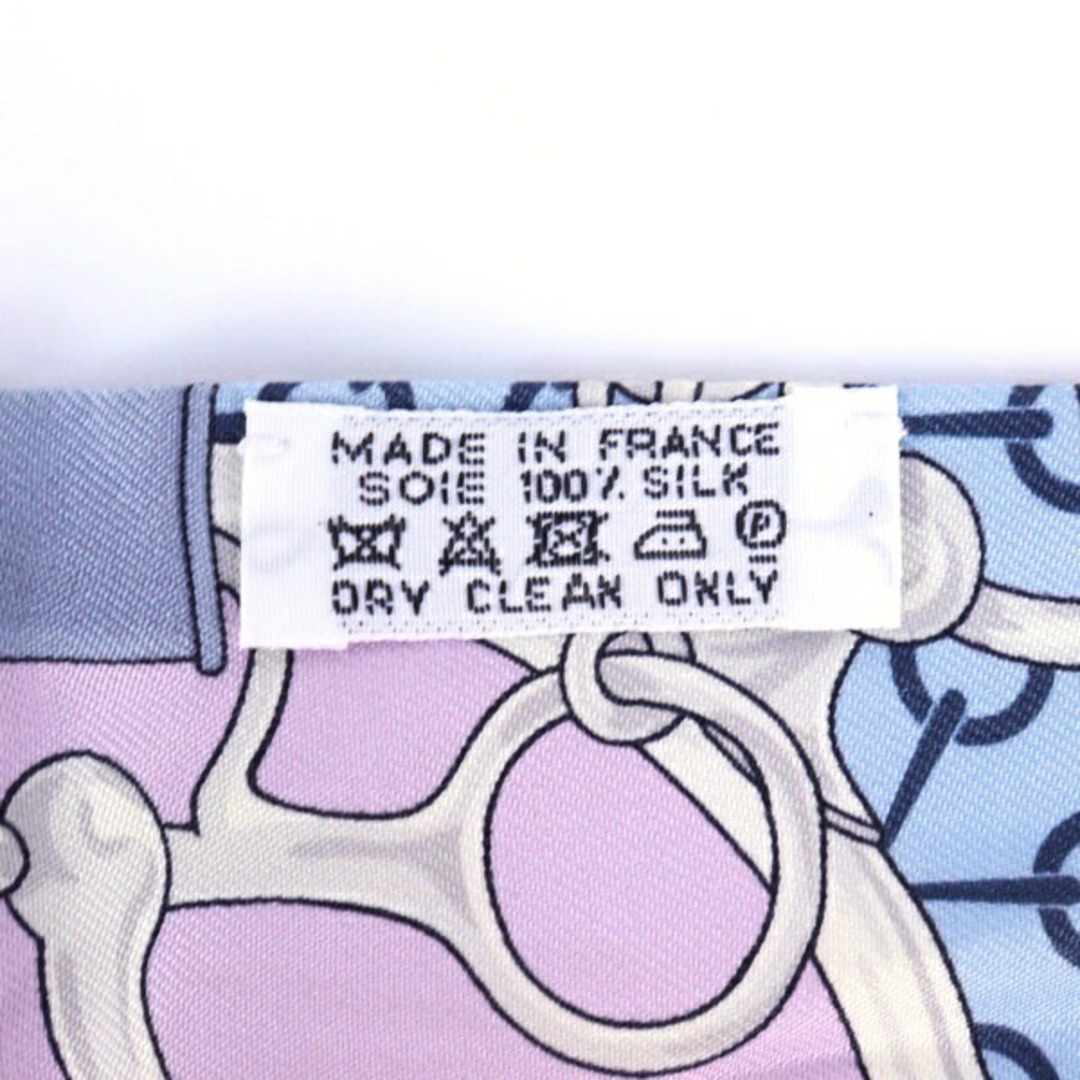 MADE IN FRANCE
SOIE 100% SILK
P
DRY CLEAN ONLY